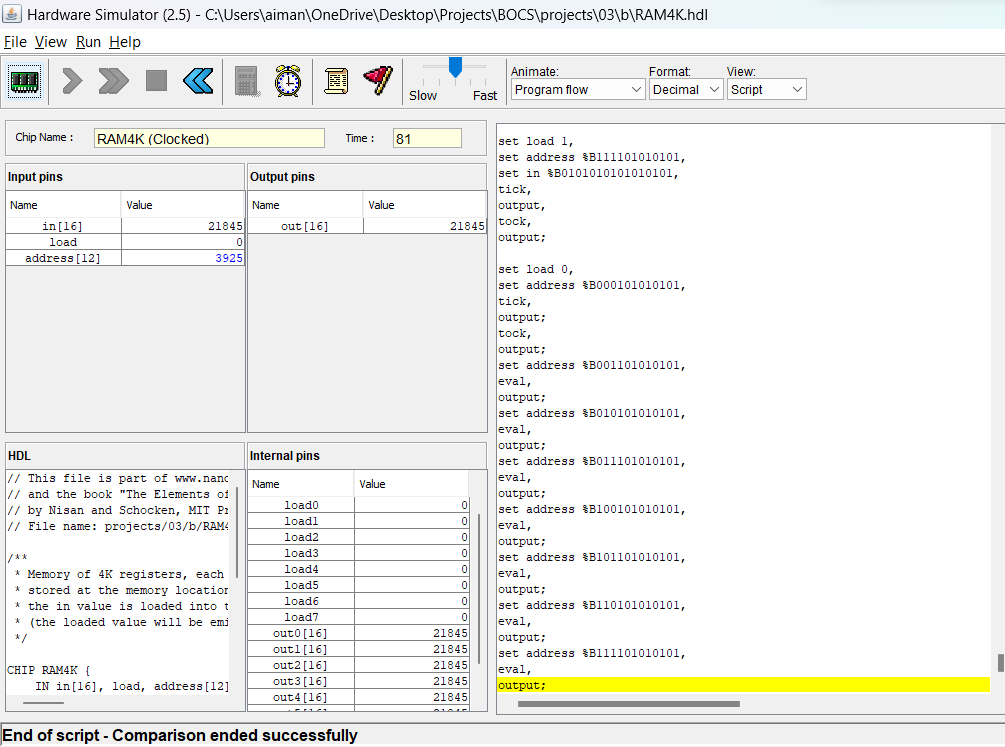 Hardware Simulator (2.5) - C:\Users\aiman\OneDrive\Desktop\Projects\BOCS\projects\03\b\RAM4K.hdl
File View Run Help
Slow Fast
Animate: Format: View:
Program flow Decimal Script
Chip Name : RAM4K (Clocked) Time : 81
Input pins
Name Value
in[16] 21845
load 0
address[12] 3925
Output pins
Name Value
out[16] 21845
HDL
// This file is part of www.nand
// and the book "The Elements of
// by Nisan and Schocken, MIT Pr
// File name: projects/03/b/RAM4
/**
* Memory of 4K registers, each
* stored at the memory location
* the in value is loaded into t
* (the loaded value will be emi
*/
CHIP RAM4K {
IN in[16], load, address[12]
Internal pins
Name Value
load0 0
load1 0
load2 0
load3 0
load4 0
load5 0
load6 0
load7 0
out0[16] 21845
out1[16] 21845
out2[16] 21845
out3[16] 21845
out4[16] 21845
set load 1,
set address %B111101010101,
set in %B0101010101010101,
tick,
output,
tock,
output;
set load 0,
set address %B000101010101,
tick,
output;
tock,
output;
set address %B001101010101,
eval,
output;
set address %B010101010101,
eval,
output;
set address %B011101010101,
eval,
output;
set address %B100101010101,
eval,
output;
set address %B101101010101,
eval,
output;
set address %B110101010101,
eval,
output;
set address %B111101010101,
eval,
output;
End of script - Comparison ended successfully